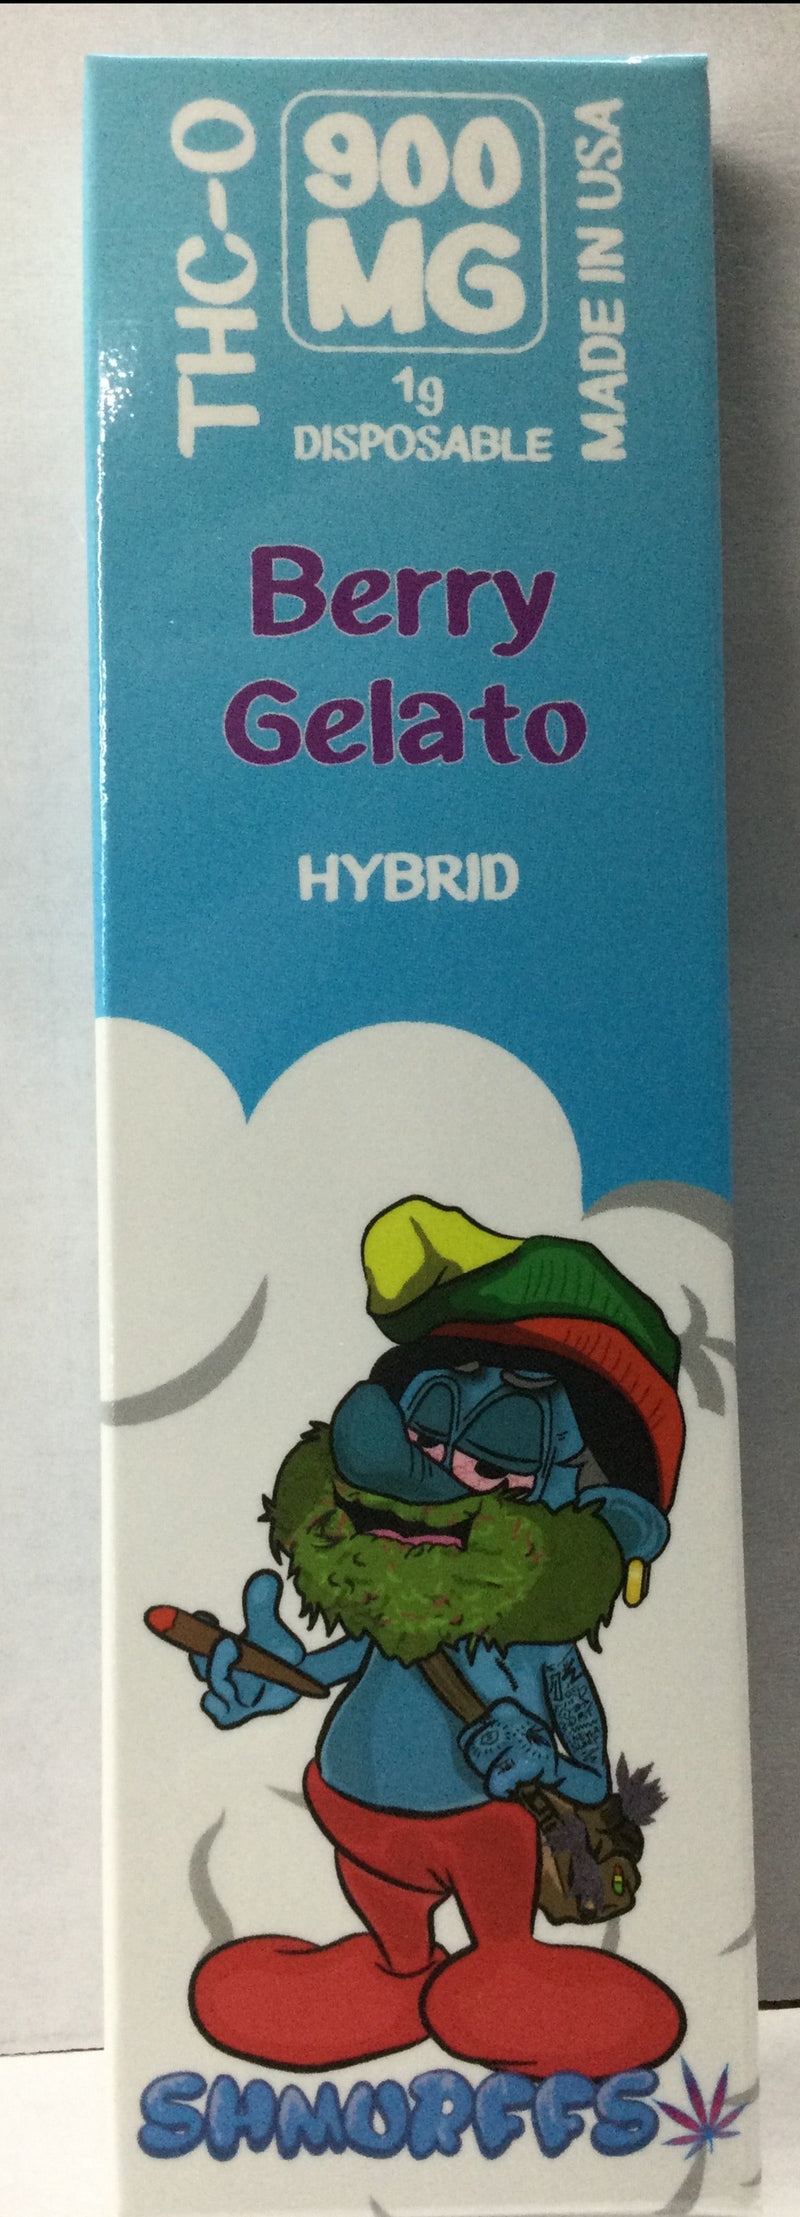 THC-O
900
MG
1g
DISPOSABLE
MADE IN USA
Berry
Gelato
HYBRID
SHMURFFS